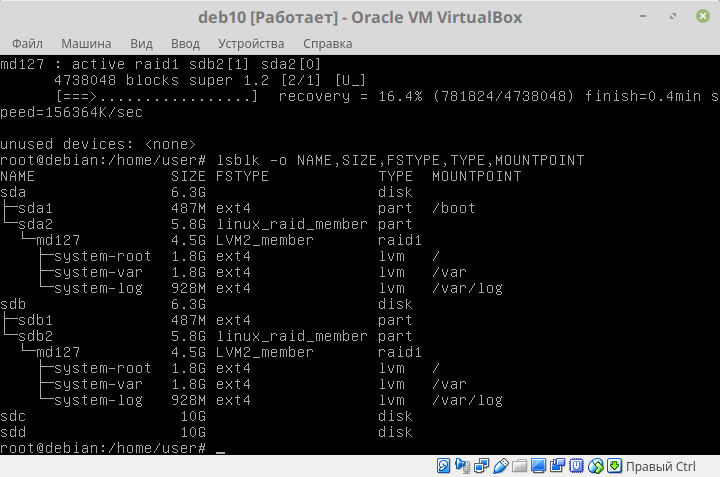 deb10 [Работает] - Oracle VM VirtualBox
Файл Машина Вид Ввод Устройства Справка
md127 : active raid1 sdb2[1] sda2[0]
      4738048 blocks super 1.2 [2/1] [U_]
      [===>.................]  recovery = 16.4% (781824/4738048) finish=0.4min s
peed=156364K/sec

unused devices: <none>
root@debian:/home/user# lsblk -o NAME,SIZE,FSTYPE,TYPE,MOUNTPOINT
NAME               SIZE FSTYPE            TYPE  MOUNTPOINT
sda                6.3G                   disk
├─sda1             487M ext4              part  /boot
└─sda2             5.8G linux_raid_member part
  └─md127          4.5G LVM2_member       raid1
    ├─system-root  1.8G ext4              lvm   /
    ├─system-var   1.8G ext4              lvm   /var
    └─system-log   928M ext4              lvm   /var/log
sdb                6.3G                   disk
├─sdb1             487M ext4              part
└─sdb2             5.8G linux_raid_member part
  └─md127          4.5G LVM2_member       raid1
    ├─system-root  1.8G ext4              lvm   /
    ├─system-var   1.8G ext4              lvm   /var
    └─system-log   928M ext4              lvm   /var/log
sdc                 10G                   disk
sdd                 10G                   disk
root@debian:/home/user# _
Правый Ctrl